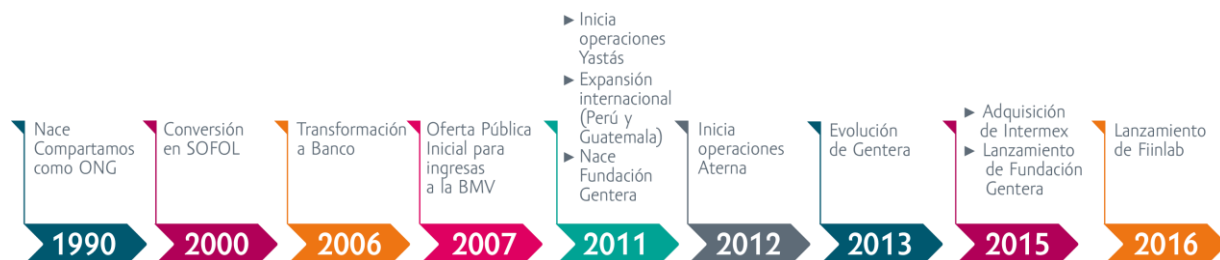 Nace
Compartamos
como ONG
1990
Conversión
en SOFOL
2000
Transformación
a Banco
2006
Oferta Pública
Inicial para
ingresas
a la BMV
2007
► Inicia
operaciones
Yastás
► Expansión
internacional
(Perú y
Guatemala)
► Nace
Fundación
Gentera
2011
Inicia
operaciones
Aterna
2012
Evolución
de Gentera
2013
► Adquisición
de Intermex
► Lanzamiento
de Fundación
Gentera
2015
Lanzamiento
de Fiinlab
2016